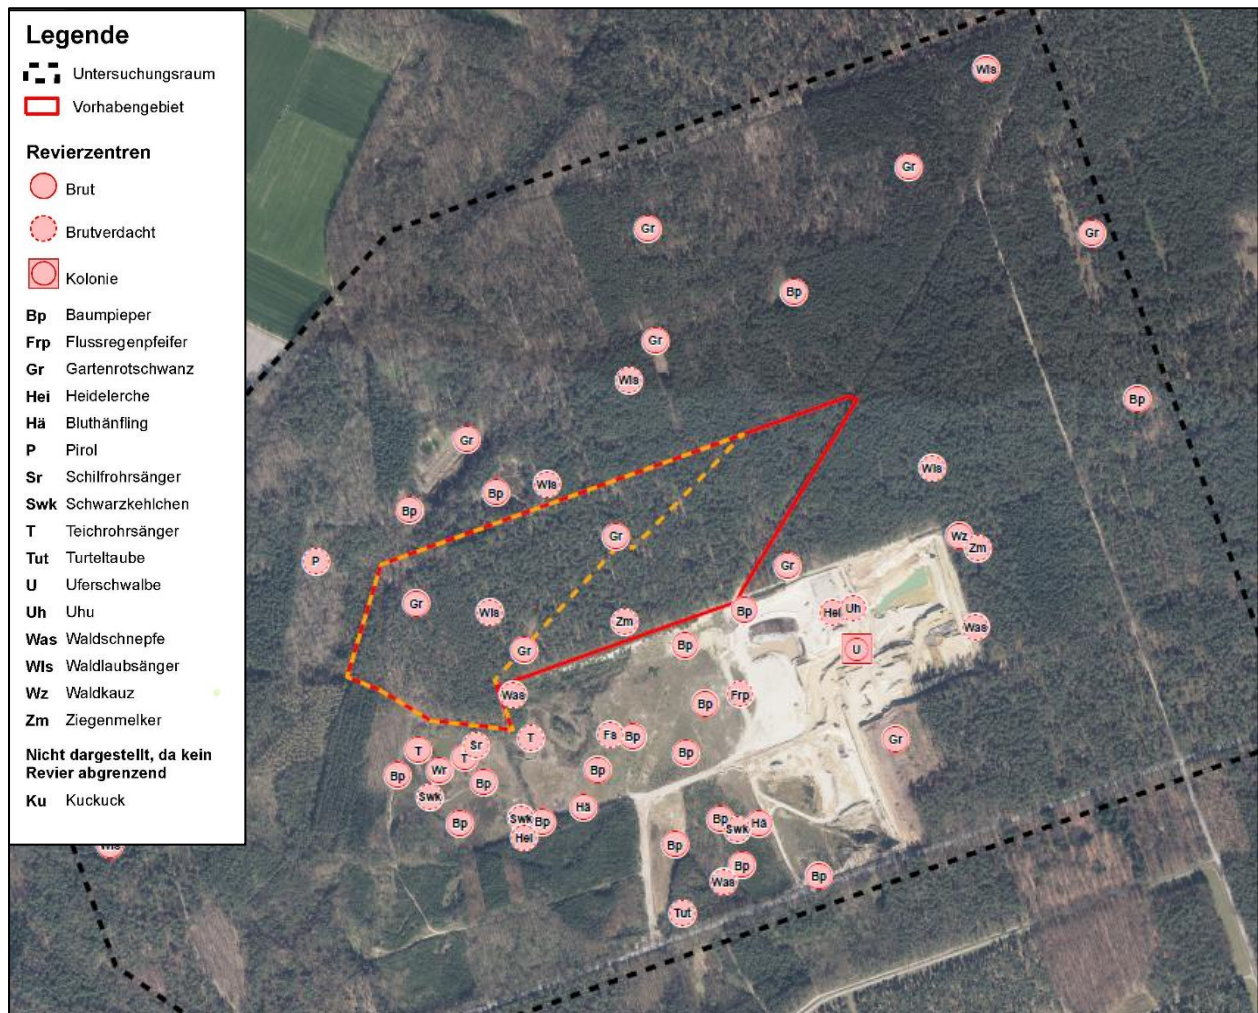 Legende
Untersuchungsraum
Vorhabengebiet
Revierzentren
Brut
Brutverdacht
Kolonie
Bp Baumpieper
Frp Flussregenpfeifer
Gr Gartenrotschwanz
Hei Heidelerche
Hä Bluthänfling
P Pirol
Sr Schilfrohrsänger
Swk Schwarzkehlchen
T Teichrohrsänger
Tut Turteltaube
U Uferschwalbe
Uh Uhu
Was Waldschnepfe
Wls Waldlaubsänger
Wz Waldkauz
Zm Ziegenmelker
Nicht dargestellt, da kein
Revier abgrenzend
Ku Kuckuck
Wls
Gr
Gr
Gr
Bp
Gr
Wls
Bp
Gr
Wls
Wls
Bp
Bp
Gr
Wz
Zm
P
Gr
Gr
Wls
Bp
Hei
Uh
Zm
Was
Gr
Bp
U
Was
Frp
Bp
T
Fs
Bp
Gr
Sr
T
T
Bp
Wr
Bp
Bp
Bp
Swk
Hä
Bp
Swk
Bp
Bp
Swk
Hä
Hei
Bp
Wls
Bp
Was
Bp
Tut